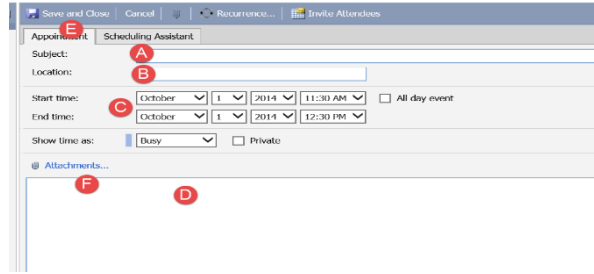 Save and Close Cancel Recurrence... Invite Attendees
E
Appointment Scheduling Assistant
Subject: A
Location: B
Start time: October 1 2014 11:30 AM All day event
C
End time: October 1 2014 12:30 PM
Show time as: Busy Private
Attachments...
F
D